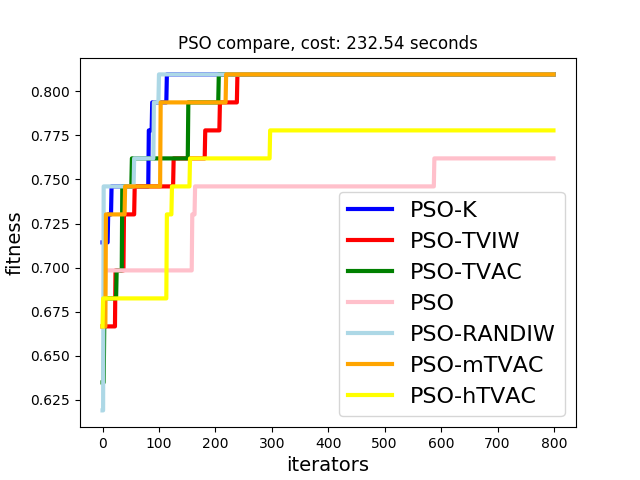 PSO compare, cost: 232.54 seconds
fitness
0.800
0.775
0.750
0.725
0.700
0.675
0.650
0.625
PSO-K
PSO-TVIW
PSO-TVAC
PSO
PSO-RANDIW
PSO-mTVAC
PSO-hTVAC
0 100 200 300 400 500 600 700 800
iterators